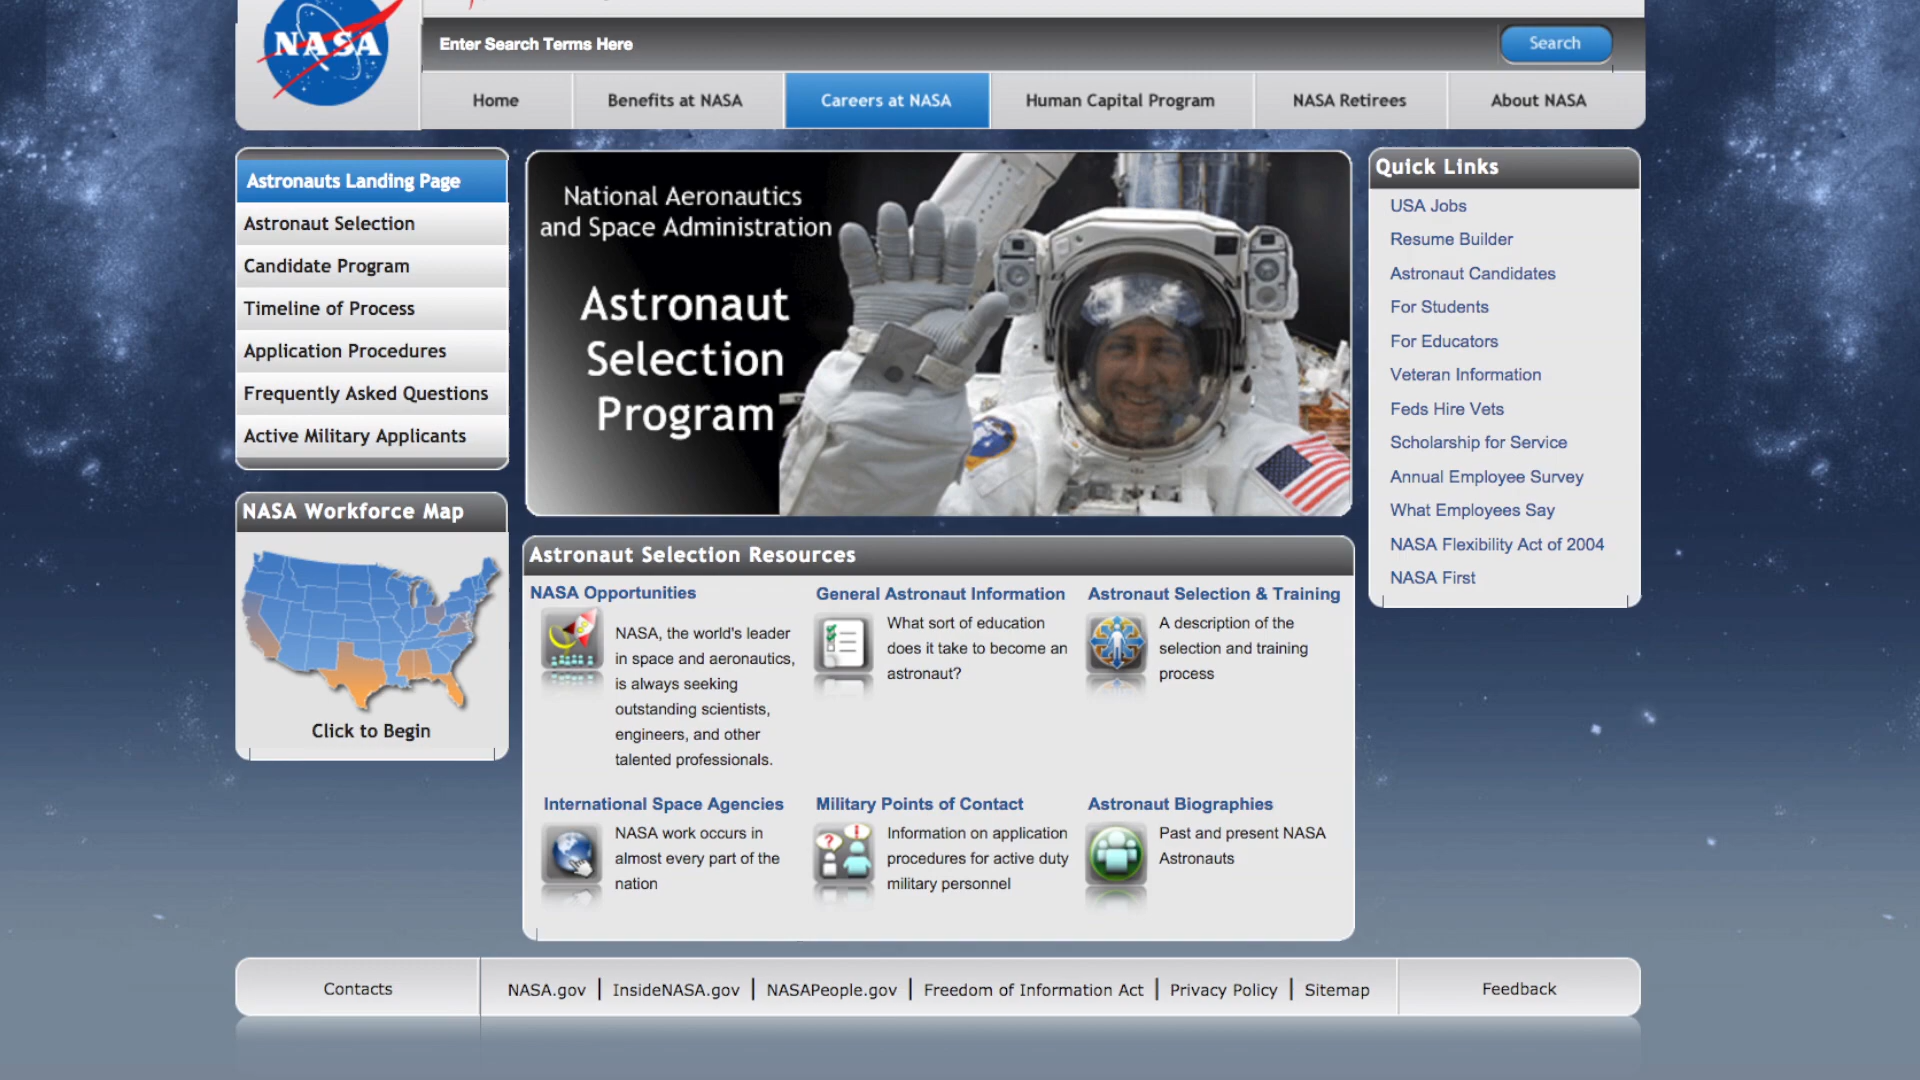 NASA
Enter Search Terms Here
Search
Home
Benefits at NASA
Careers at NASA
Human Capital Program
NASA Retirees
About NASA
Astronauts Landing Page
Astronaut Selection
Candidate Program
Timeline of Process
Application Procedures
Frequently Asked Questions
Active Military Applicants
NASA Workforce Map
Click to Begin
National Aeronautics
and Space Administration
Astronaut
Selection
Program
Astronaut Selection Resources
NASA Opportunities
NASA, the world's leader
in space and aeronautics,
is always seeking
outstanding scientists,
engineers, and other
talented professionals.
General Astronaut Information
What sort of education
does it take to become an
astronaut?
Astronaut Selection & Training
A description of the
selection and training
process
International Space Agencies
NASA work occurs in
almost every part of the
nation
Military Points of Contact
Information on application
procedures for active duty
military personnel
Astronaut Biographies
Past and present NASA
Astronauts
Quick Links
USA Jobs
Resume Builder
Astronaut Candidates
For Students
For Educators
Veteran Information
Feds Hire Vets
Scholarship for Service
Annual Employee Survey
What Employees Say
NASA Flexibility Act of 2004
NASA First
Contacts
NASA.gov | InsideNASA.gov | NASAPeople.gov | Freedom of Information Act | Privacy Policy | Sitemap
Feedback